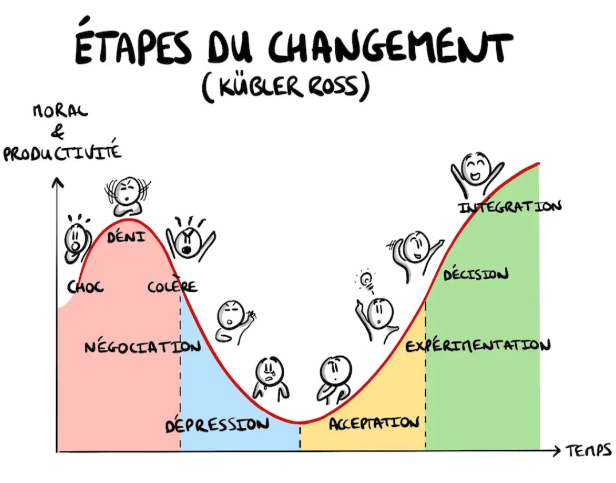 ÉTAPES DU CHANGEMENT
(KÜBLER ROSS)
MORAL
&
PRODUCTIVITÉ
DÉNI
CHOC
COLÈRE
NÉGOCIATION
DÉPRESSION
ACCEPTATION
EXPÉRIMENTATION
DÉCISION
INTEGRATION
TEMPS